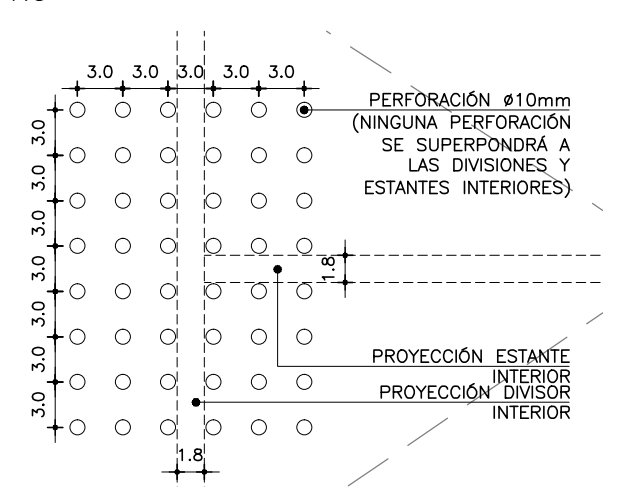 3.0 3.0 3.0 3.0 3.0
PERFORACIÓN ø10mm
(NINGUNA PERFORACIÓN
SE SUPERPONDRÁ A
LAS DIVISIONES Y
ESTANTES INTERIORES)
3.0
3.0
3.0
3.0
3.0
3.0
3.0
1.8
PROYECCIÓN ESTANTE
INTERIOR
PROYECCIÓN DIVISOR
INTERIOR
1.8